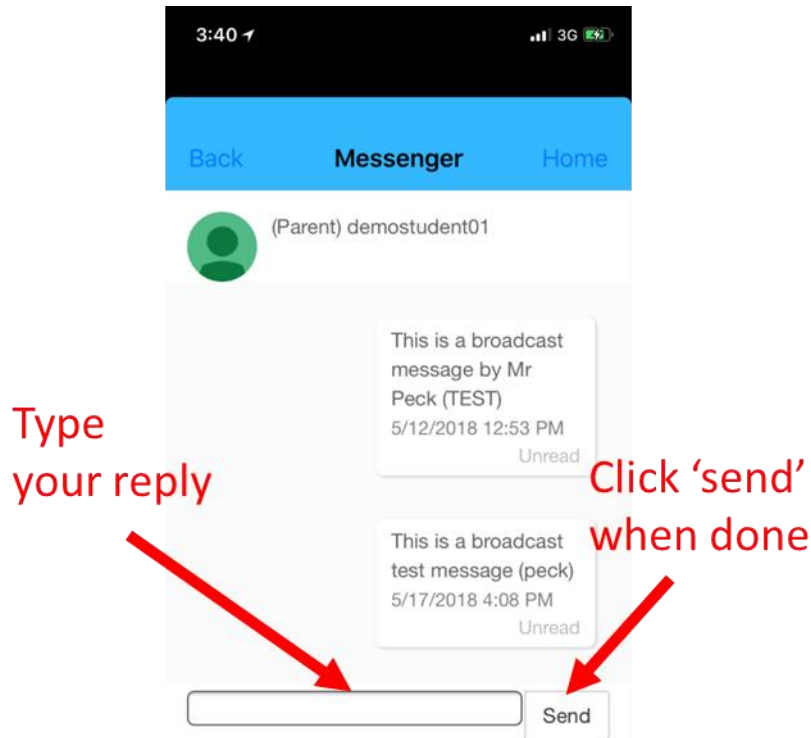 3:40
3G
Back
Messenger
Home
(Parent) demostudent01
This is a broadcast
message by Mr
Peck (TEST)
5/12/2018 12:53 PM
Unread
Type
your reply
Click ‘send’
when done
This is a broadcast
test message (peck)
5/17/2018 4:08 PM
Unread
Send